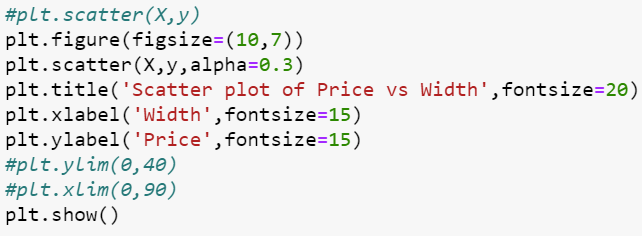 #plt.scatter(X,y)
plt.figure(figsize=(10,7))
plt.scatter(X,y,alpha=0.3)
plt.title('Scatter plot of Price vs Width',fontsize=20)
plt.xlabel('Width',fontsize=15)
plt.ylabel('Price',fontsize=15)
#plt.ylim(0,40)
#plt.xlim(0,90)
plt.show()